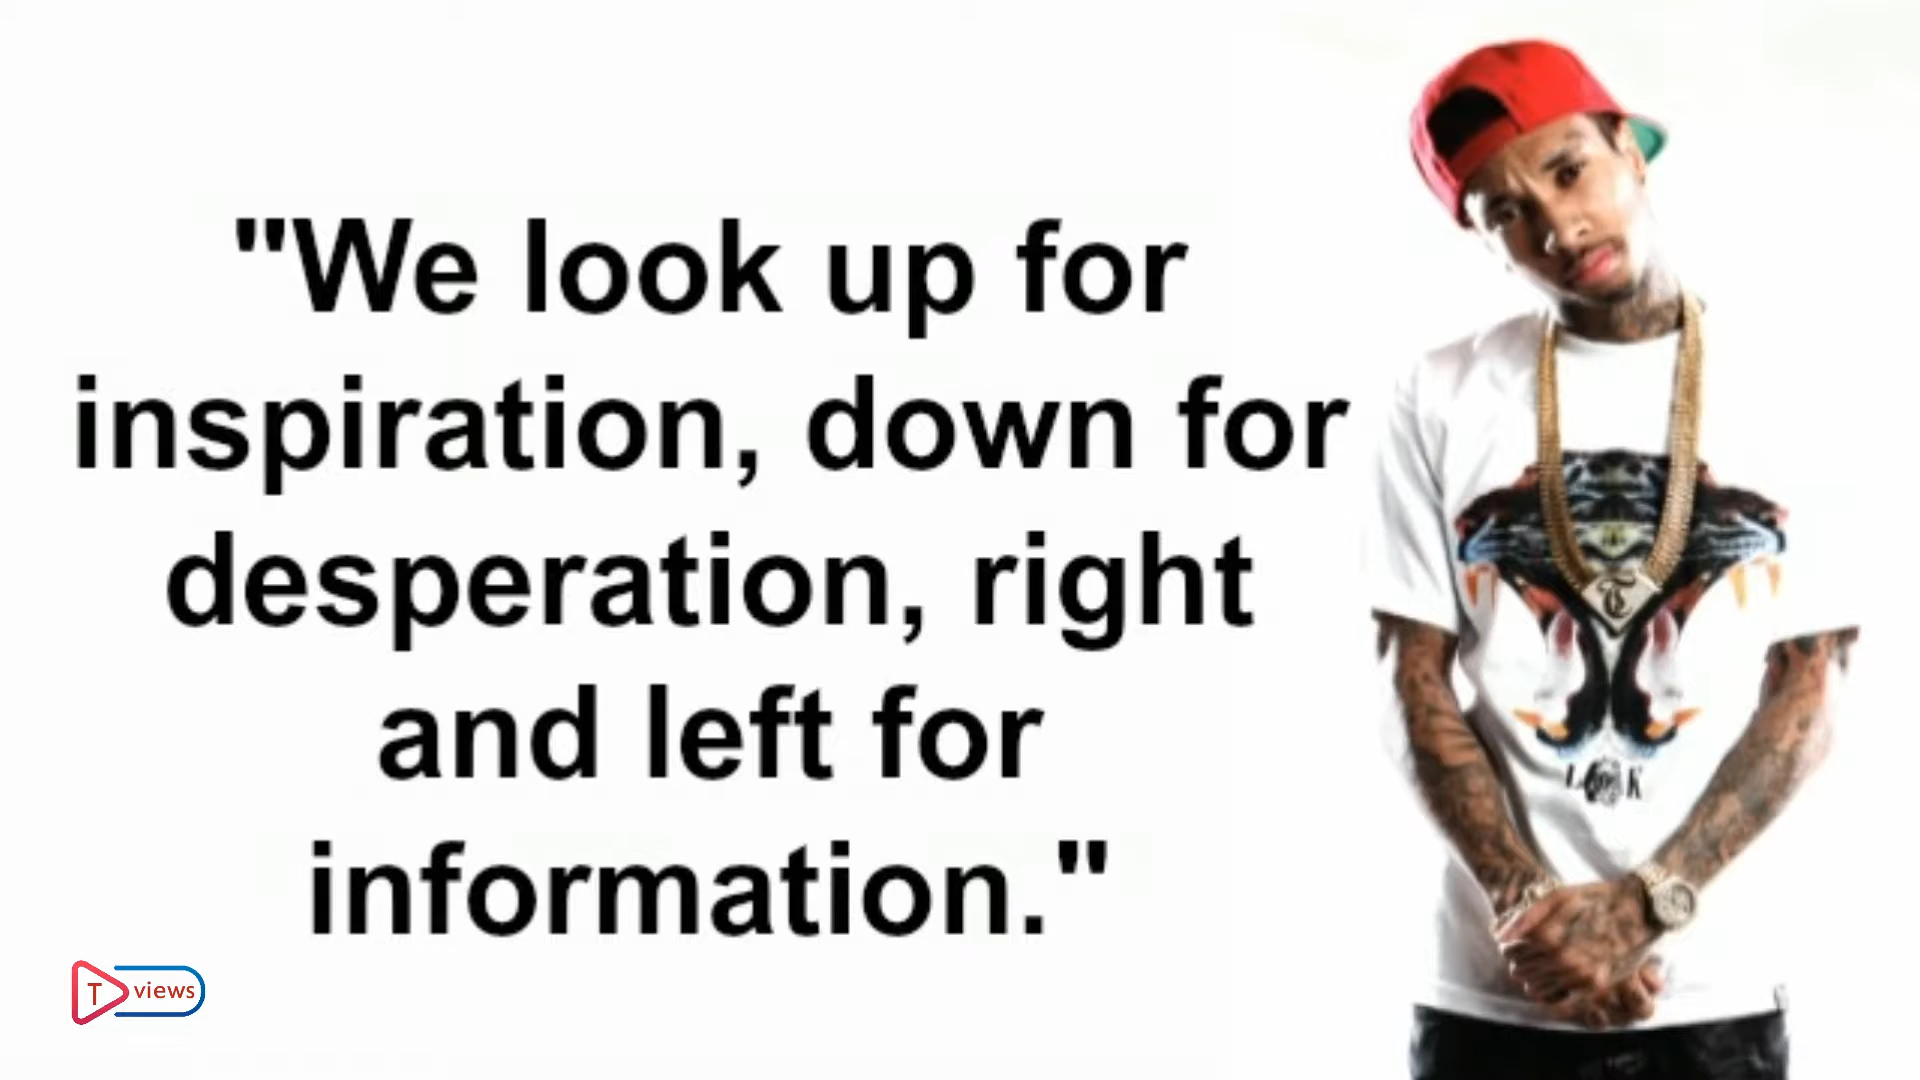 "We look up for
inspiration, down for
desperation, right
and left for
information."
T views
T